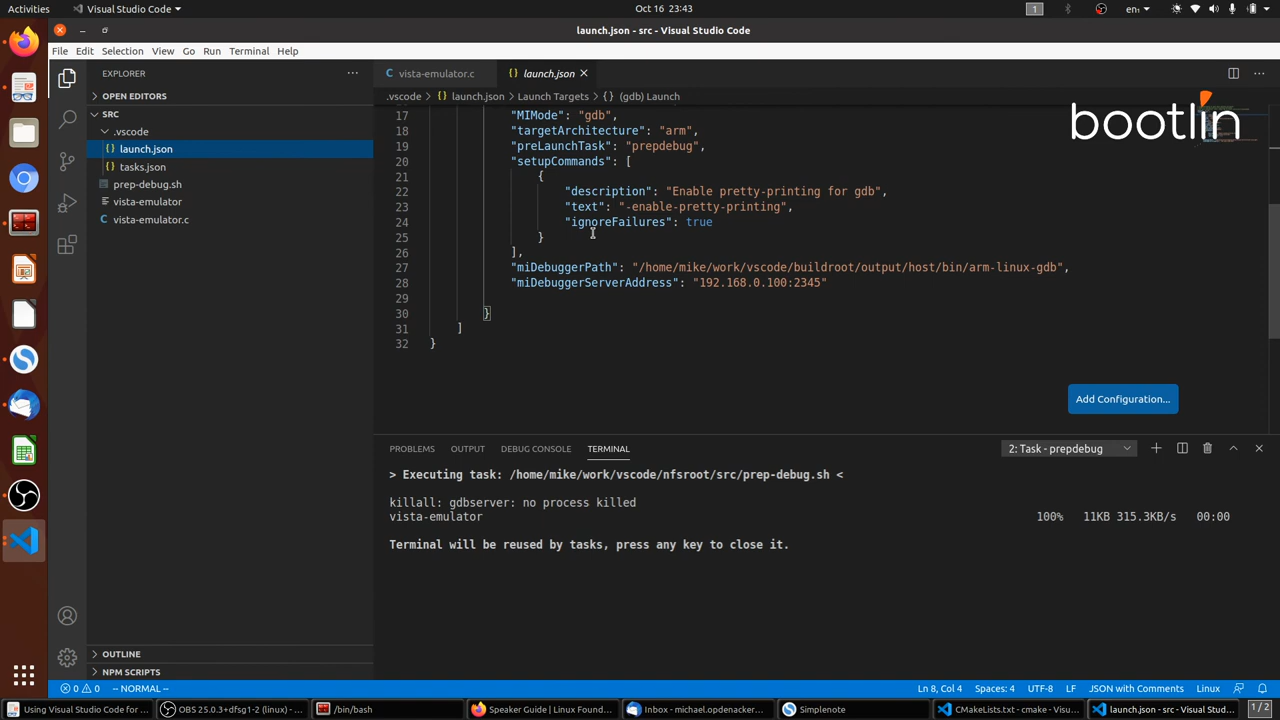 Activities
Visual Studio Code
Oct 16 23:43
1
en₁
launch.json - src - Visual Studio Code
File Edit Selection View Go Run Terminal Help
EXPLORER
OPEN EDITORS
SRC
.vscode
{} launch.json
{} tasks.json
prep-debug.sh
vista-emulator
C vista-emulator.c
OUTLINE
NPM SCRIPTS
C vista-emulator.c
{} launch.json
.vscode > {} launch.json > Launch Targets > {} (gdb) Launch
bootlin
17 "MIMode": "gdb",
18 "targetArchitecture": "arm",
19 "preLaunchTask": "prepdebug",
20 "setupCommands": [
21 {
22 "description": "Enable pretty-printing for gdb",
23 "text": "-enable-pretty-printing",
24 "ignoreFailures": true
25 }
26 ],
27 "miDebuggerPath": "/home/mike/work/vscode/buildroot/output/host/bin/arm-linux-gdb",
28 "miDebuggerServerAddress": "192.168.0.100:2345"
29
30 }
31 ]
32 }
Add Configuration...
PROBLEMS OUTPUT DEBUG CONSOLE TERMINAL
2: Task - prepdebug
> Executing task: /home/mike/work/vscode/nfsroot/src/prep-debug.sh <
killall: gdbserver: no process killed
vista-emulator 100% 11KB 315.3KB/s 00:00
Terminal will be reused by tasks, press any key to close it.
0 0 -- NORMAL --
Ln 8, Col 4 Spaces: 4 UTF-8 LF JSON with Comments Linux
Using Visual Studio Code for ...
OBS 25.0.3+dfsg1-2 (linux) - ...
/bin/bash
Speaker Guide | Linux Found...
Inbox - michael.opdenacker...
Simplenote
CMakeLists.txt - cmake - Visu...
launch.json - src - Visual Stud...
1 / 2